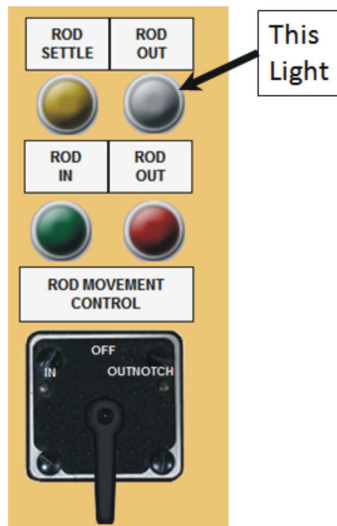 ROD SETTLE
ROD OUT
This Light
ROD IN
ROD OUT
ROD MOVEMENT CONTROL
OFF
IN
OUTNOTCH